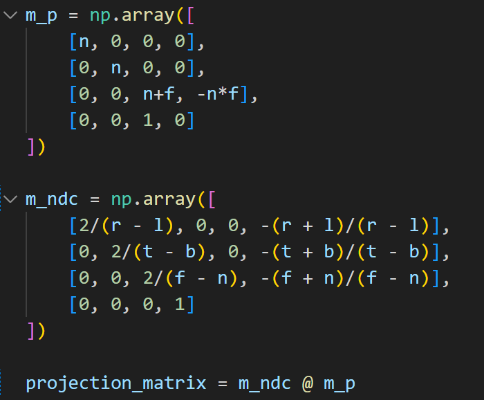 m_p = np.array([
    [n, 0, 0, 0],
    [0, n, 0, 0],
    [0, 0, n+f, -n*f],
    [0, 0, 1, 0]
])
m_ndc = np.array([
    [2/(r - l), 0, 0, -(r + l)/(r - l)],
    [0, 2/(t - b), 0, -(t + b)/(t - b)],
    [0, 0, 2/(f - n), -(f + n)/(f - n)],
    [0, 0, 0, 1]
])
projection_matrix = m_ndc @ m_p